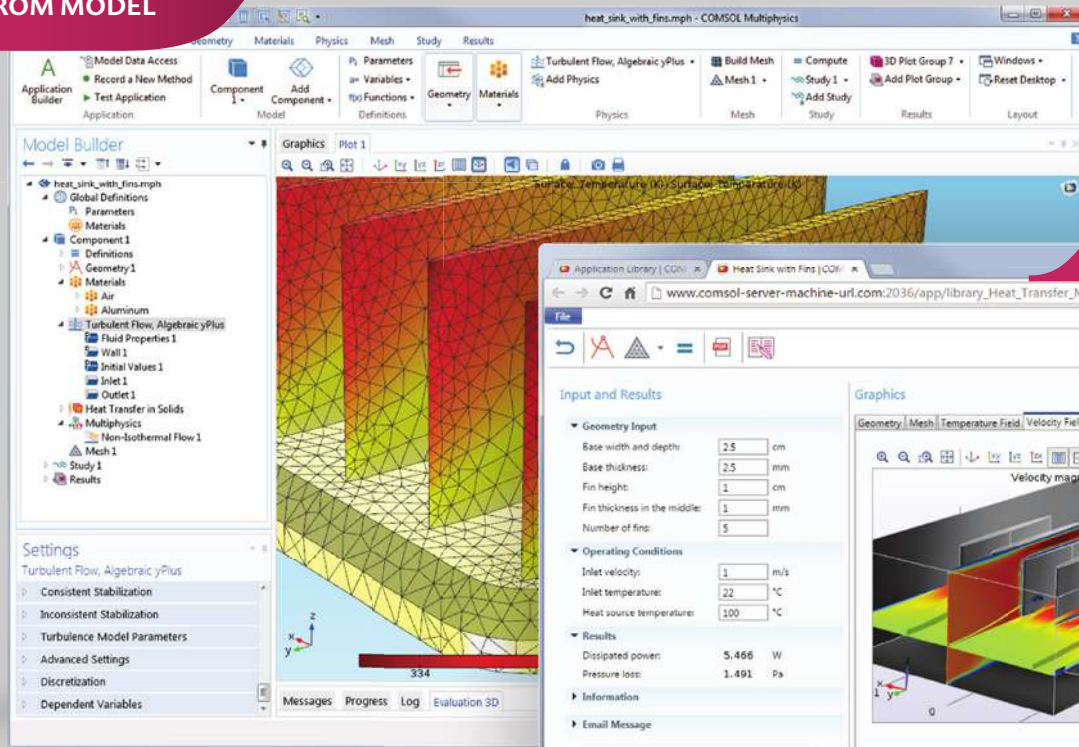 ROM MODEL
heat_sink_with_fins.mph - COMSOL Multiphysics
Geometry Materials Physics Mesh Study Results
Application Builder
Model Data Access
Record a New Method
Test Application
Application
Component 1
Add Component
Model
Pi Parameters
a= Variables
f(x) Functions
Definitions
Geometry
Materials
Turbulent Flow, Algebraic yPlus
Add Physics
Physics
Build Mesh
Mesh 1
Mesh
= Compute
Study 1
Add Study
Study
3D Plot Group 7
Add Plot Group
Results
Windows
Reset Desktop
Layout
Model Builder
heat_sink_with_fins.mph
Global Definitions
Pi Parameters
Materials
Component 1
Definitions
Geometry 1
Materials
Air
Aluminum
Turbulent Flow, Algebraic yPlus
Fluid Properties 1
Wall 1
Initial Values 1
Inlet 1
Outlet 1
Heat Transfer in Solids
Multiphysics
Non-Isothermal Flow 1
Mesh 1
Study 1
Results
Settings
Turbulent Flow, Algebraic yPlus
Consistent Stabilization
Inconsistent Stabilization
Turbulence Model Parameters
Advanced Settings
Discretization
Dependent Variables
Graphics Plot 1
Surface: Temperature (K) Surface: Temperature (K)
z
x
y
334
Messages Progress Log Evaluation 3D
Application Library | COM
Heat Sink with Fins | COM
www.comsol-server-machine-url.com:2036/app/library_Heat_Transfer_M
File
Input and Results
Geometry Input
Base width and depth: 2.5 cm
Base thickness: 2.5 mm
Fin height: 1 cm
Fin thickness in the middle: 1 mm
Number of fins: 5
Operating Conditions
Inlet velocity: 1 m/s
Inlet temperature: 22 °C
Heat source temperature: 100 °C
Results
Dissipated power: 5.466 W
Pressure loss: 1.491 Pa
Information
Email Message
Graphics
Geometry Mesh Temperature Field Velocity Fiel
Velocity magn
z
x
1 y
0